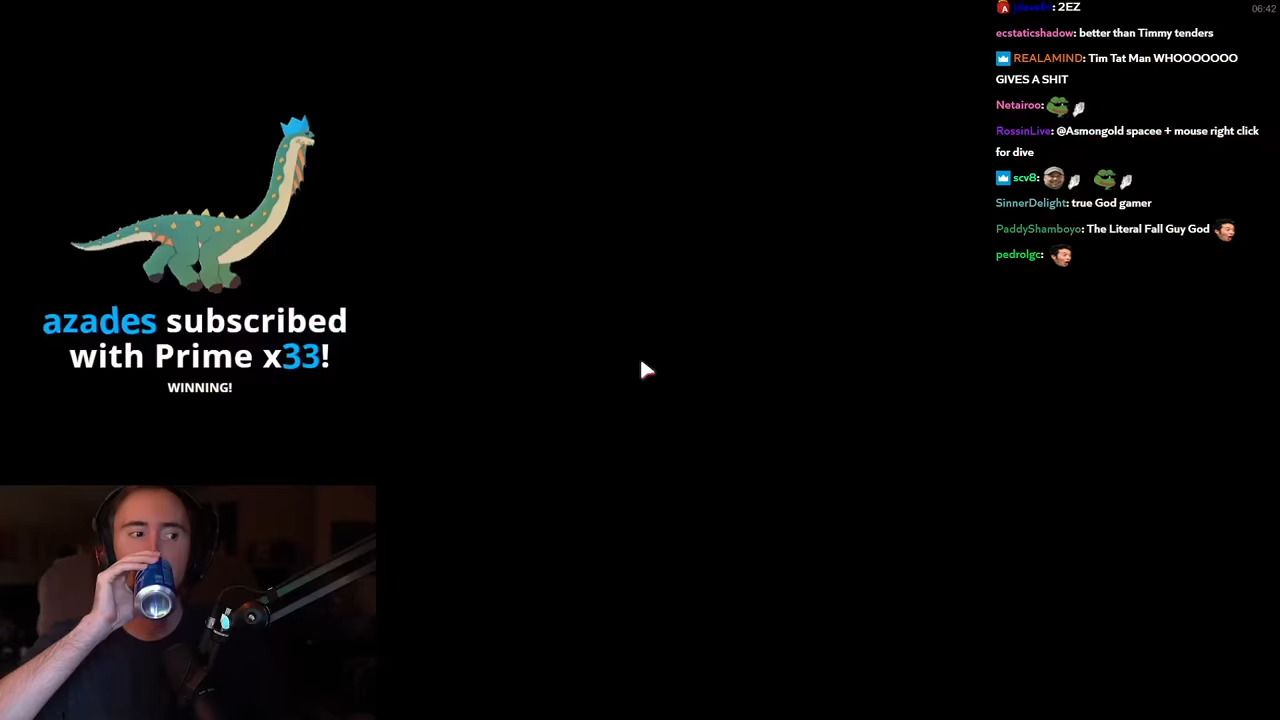 azades subscribed
with Prime x33!
WINNING!
: 2EZ
06:42
ecstaticshadow: better than Timmy tenders
REALAMIND: Tim Tat Man WHOOOOOOO
GIVES A SHIT
Netairoo:
RossinLive: @Asmongold spacee + mouse right click
for dive
scv8:
SinnerDelight: true God gamer
PaddyShamboyo: The Literal Fall Guy God
pedrolgc: